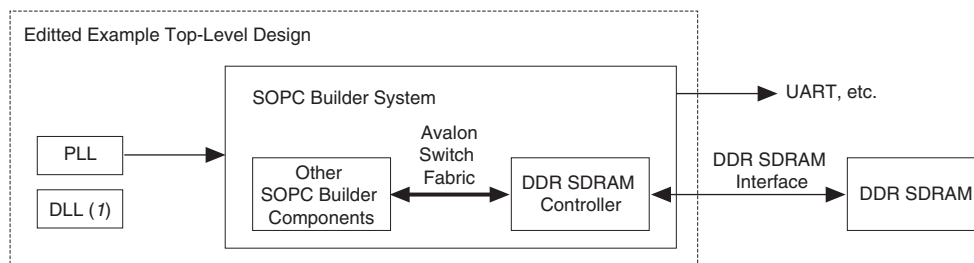 Editted Example Top-Level Design
SOPC Builder System
UART, etc.
PLL
DLL (1)
Other
SOPC Builder
Components
Avalon
Switch
Fabric
DDR SDRAM
Controller
DDR SDRAM
Interface
DDR SDRAM